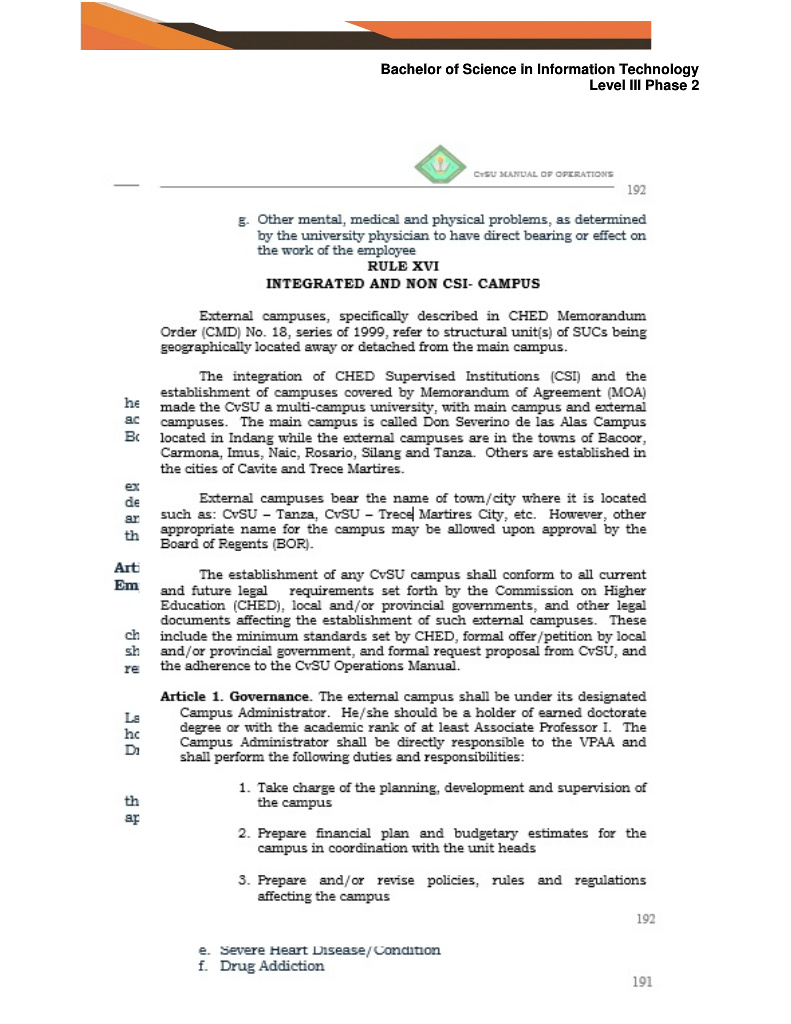 Bachelor of Science in Information Technology
Level III Phase 2
CvSU MANUAL OF OPERATIONS
192
g. Other mental, medical and physical problems, as determined
by the university physician to have direct bearing or effect on
the work of the employee
RULE XVI
INTEGRATED AND NON CSI- CAMPUS
External campuses, specifically described in CHED Memorandum
Order (CMD) No. 18, series of 1999, refer to structural unit(s) of SUCs being
geographically located away or detached from the main campus.
The integration of CHED Supervised Institutions (CSI) and the
establishment of campuses covered by Memorandum of Agreement (MOA)
made the CvSU a multi-campus university, with main campus and external
campuses. The main campus is called Don Severino de las Alas Campus
located in Indang while the external campuses are in the towns of Bacoor,
Carmona, Imus, Naic, Rosario, Silang and Tanza. Others are established in
the cities of Cavite and Trece Martires.
External campuses bear the name of town/city where it is located
such as: CvSU – Tanza, CvSU – Trece Martires City, etc. However, other
appropriate name for the campus may be allowed upon approval by the
Board of Regents (BOR).
The establishment of any CvSU campus shall conform to all current
and future legal requirements set forth by the Commission on Higher
Education (CHED), local and/or provincial governments, and other legal
documents affecting the establishment of such external campuses. These
include the minimum standards set by CHED, formal offer/petition by local
and/or provincial government, and formal request proposal from CvSU, and
the adherence to the CvSU Operations Manual.
Article 1. Governance. The external campus shall be under its designated
Campus Administrator. He/she should be a holder of earned doctorate
degree or with the academic rank of at least Associate Professor I. The
Campus Administrator shall be directly responsible to the VPAA and
shall perform the following duties and responsibilities:
1. Take charge of the planning, development and supervision of
the campus
2. Prepare financial plan and budgetary estimates for the
campus in coordination with the unit heads
3. Prepare and/or revise policies, rules and regulations
affecting the campus
192
e. Severe Heart Disease/Condition
f. Drug Addiction
191